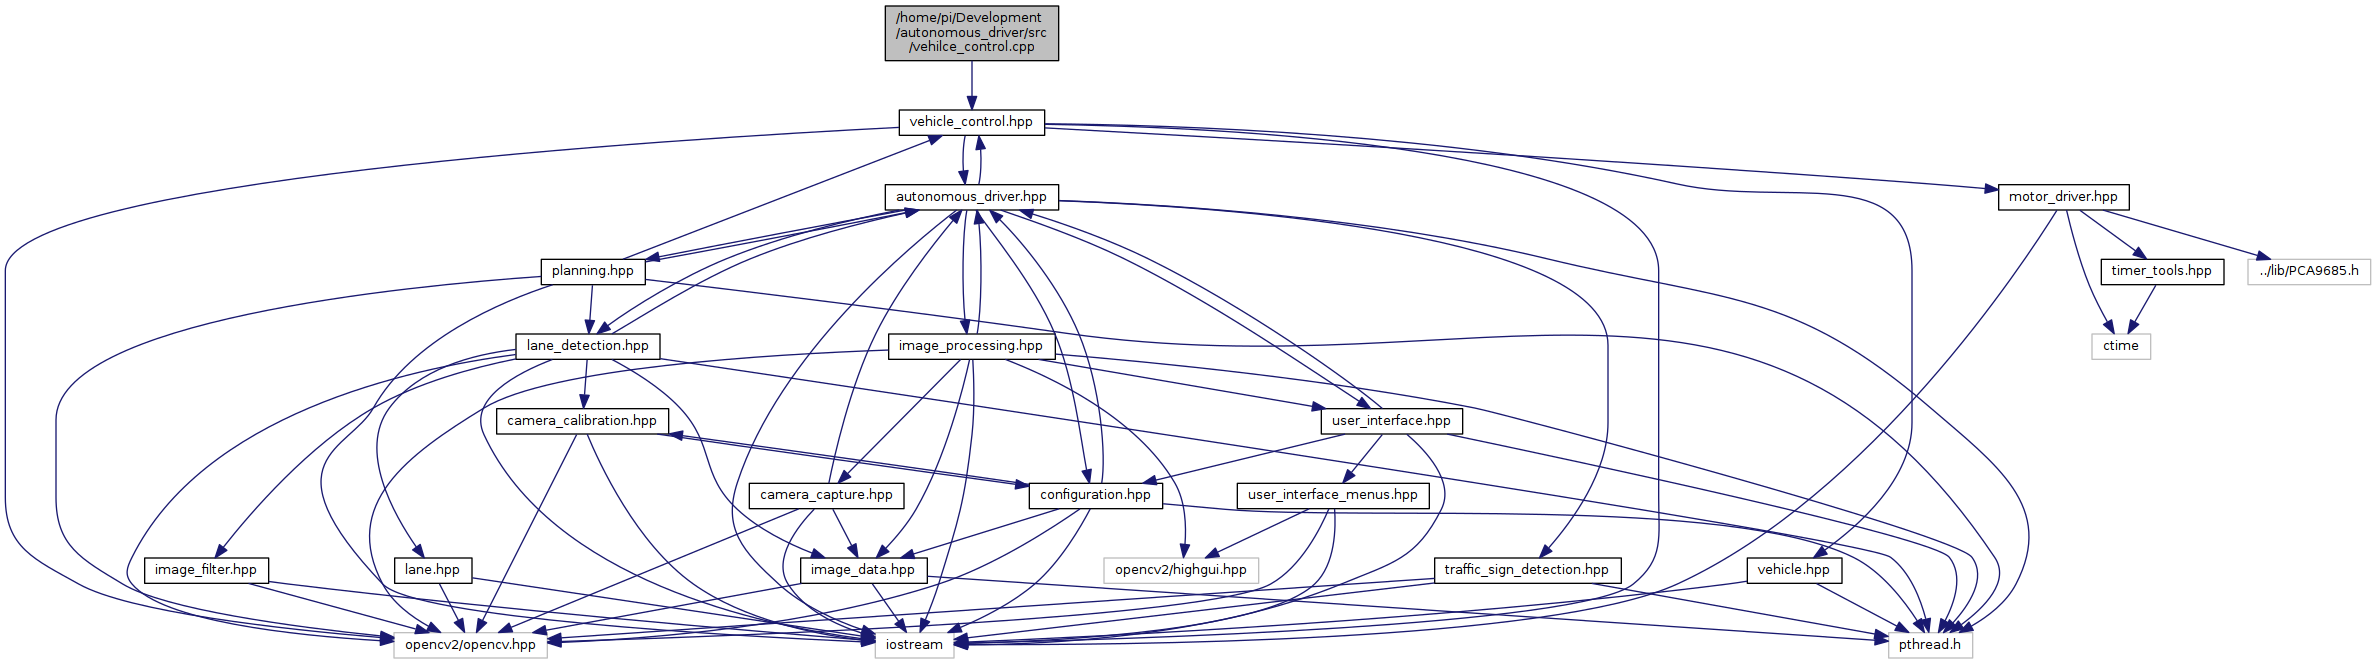 /home/pi/Development
/autonomous_driver/src
/vehilce_control.cpp
vehicle_control.hpp
autonomous_driver.hpp
motor_driver.hpp
planning.hpp
timer_tools.hpp
../lib/PCA9685.h
lane_detection.hpp
image_processing.hpp
ctime
camera_calibration.hpp
user_interface.hpp
camera_capture.hpp
configuration.hpp
user_interface_menus.hpp
image_filter.hpp
lane.hpp
image_data.hpp
opencv2/highgui.hpp
traffic_sign_detection.hpp
vehicle.hpp
opencv2/opencv.hpp
iostream
pthread.h